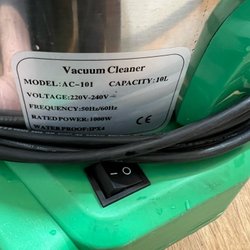 Vacuum Cleaner
MODEL: AC-101 CAPACITY: 10L
VOLTAGE: 220V-240V~
FREQUENCY: 50Hz/60Hz
RATED POWER: 1000W
WATER PROOF: IPX4